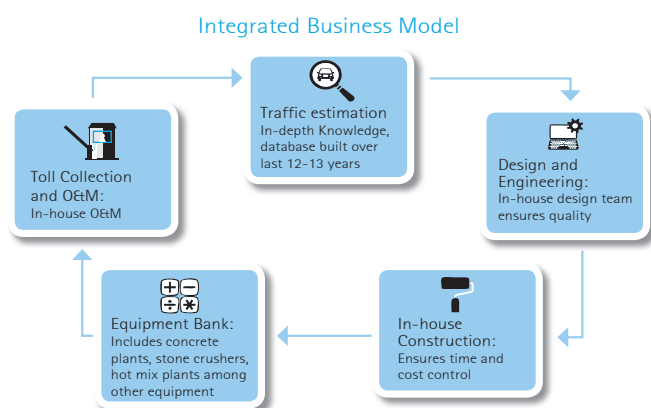 Integrated Business Model
Traffic estimation
In-depth Knowledge,
database built over
last 12-13 years
Design and
Engineering:
In-house design team
ensures quality
In-house
Construction:
Ensures time and
cost control
Equipment Bank:
Includes concrete
plants, stone crushers,
hot mix plants among
other equipment
Toll Collection
and O&M:
In-house O&M